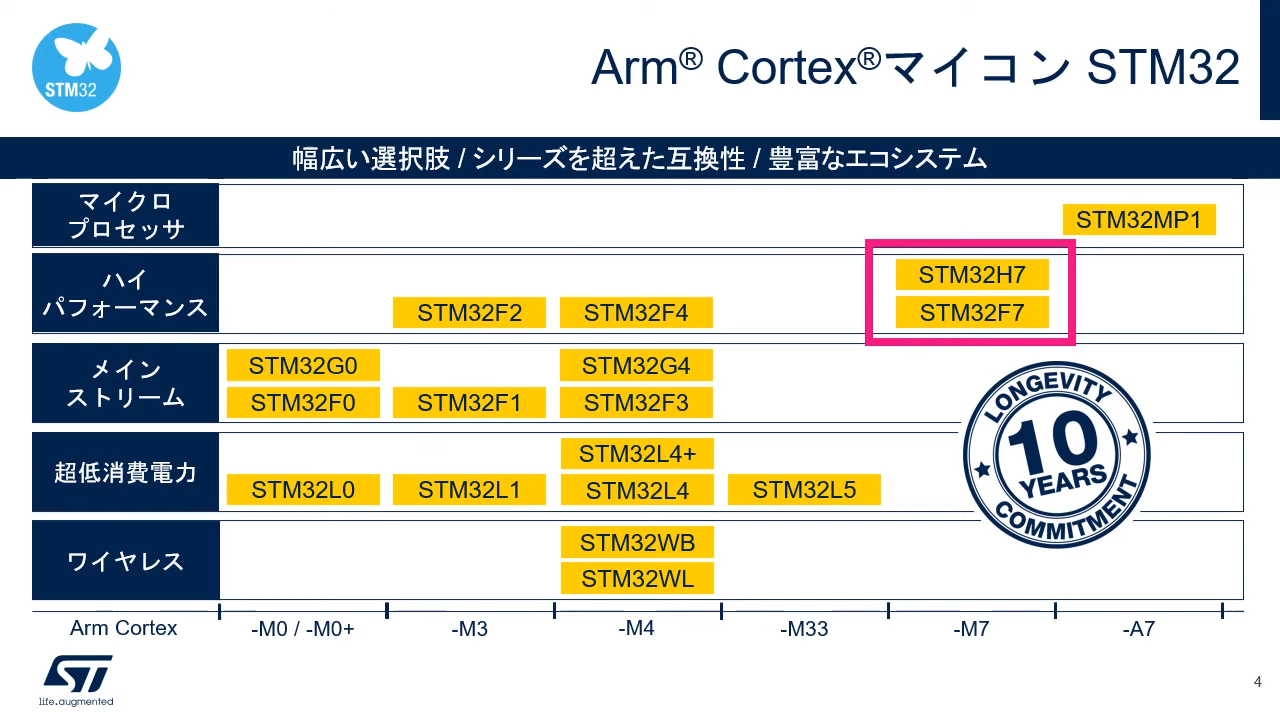 STM32
Arm® Cortex®マイコン STM32
幅広い選択肢 / シリーズを超えた互換性 / 豊富なエコシステム
マイクロ
プロセッサ
STM32MP1
ハイ
パフォーマンス
STM32H7
STM32F2
STM32F4
STM32F7
メイン
ストリーム
STM32G0
STM32G4
STM32F0
STM32F1
STM32F3
超低消費電力
STM32L4+
STM32L0
STM32L1
STM32L4
STM32L5
LONGEVITY
10
YEARS
COMMITMENT
ワイヤレス
STM32WB
STM32WL
Arm Cortex
-M0 / -M0+
-M3
-M4
-M33
-M7
-A7
ST
life.augmented
4